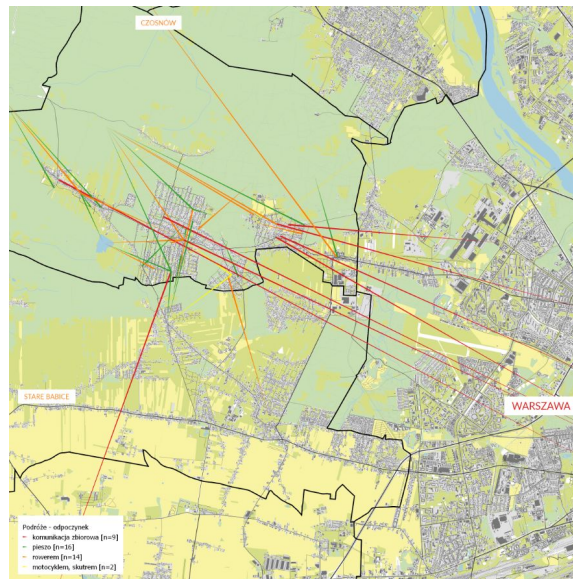 CZOSNÓW
STARE BABICE
WARSZAWA
Podróże - odpoczynek
komunikacja zbiorowa [n=9]
pieszo [n=16]
rowerem [n=14]
motocyklem, skutrem [n=2]